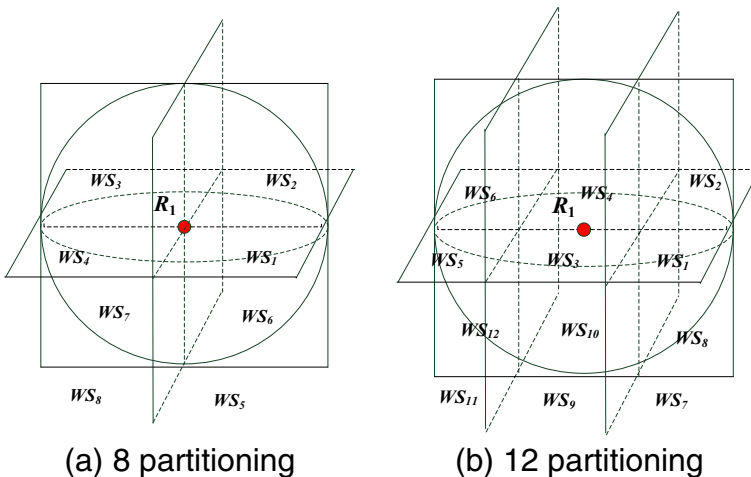 WS3 WS2
R1
WS4 WS1
WS7 WS6
WS8 WS5
(a) 8 partitioning
WS6 WS4 WS2
R1
WS5 WS3 WS1
WS12 WS10 WS8
WS11 WS9 WS7
(b) 12 partitioning